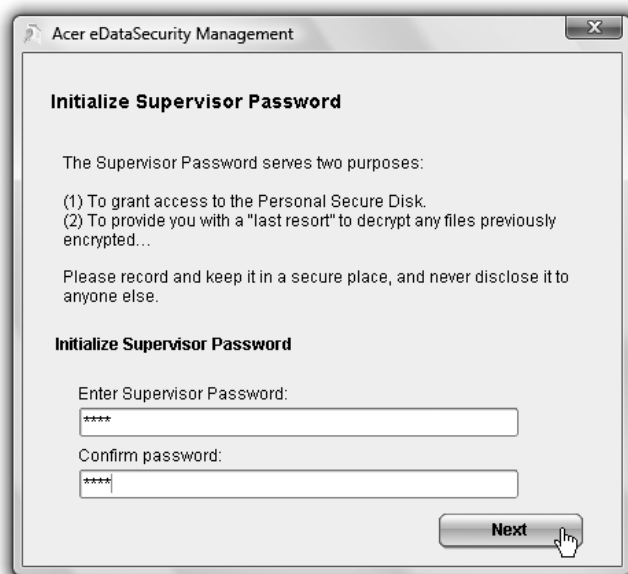 Acer eDataSecurity Management
Initialize Supervisor Password
The Supervisor Password serves two purposes:
(1) To grant access to the Personal Secure Disk.
(2) To provide you with a "last resort" to decrypt any files previously
encrypted...
Please record and keep it in a secure place, and never disclose it to
anyone else.
Initialize Supervisor Password
Enter Supervisor Password:
****
Confirm password:
****
Next